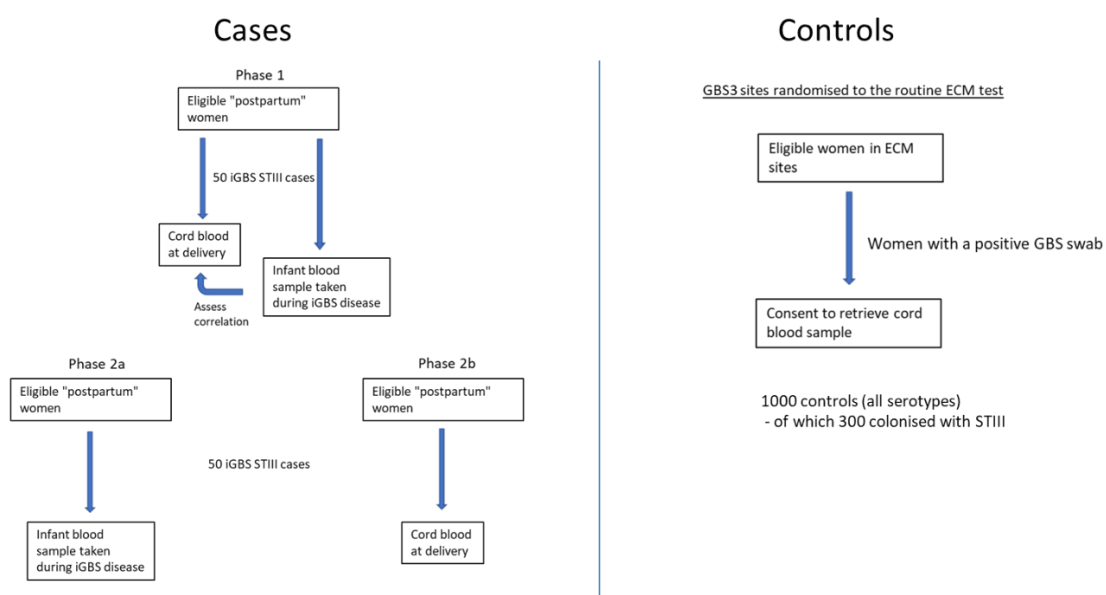 Cases
Phase 1
Eligible "postpartum"
women
50 iGBS STIII cases
Cord blood
at delivery
Infant blood
sample taken
during iGBS disease
Assess
correlation
Phase 2a
Eligible "postpartum"
women
Phase 2b
Eligible "postpartum"
women
50 iGBS STIII cases
Infant blood
sample taken
during iGBS disease
Cord blood
at delivery
Controls
GBS3 sites randomised to the routine ECM test
Eligible women in ECM
sites
Women with a positive GBS swab
Consent to retrieve cord
blood sample
1000 controls (all serotypes)
- of which 300 colonised with STIII